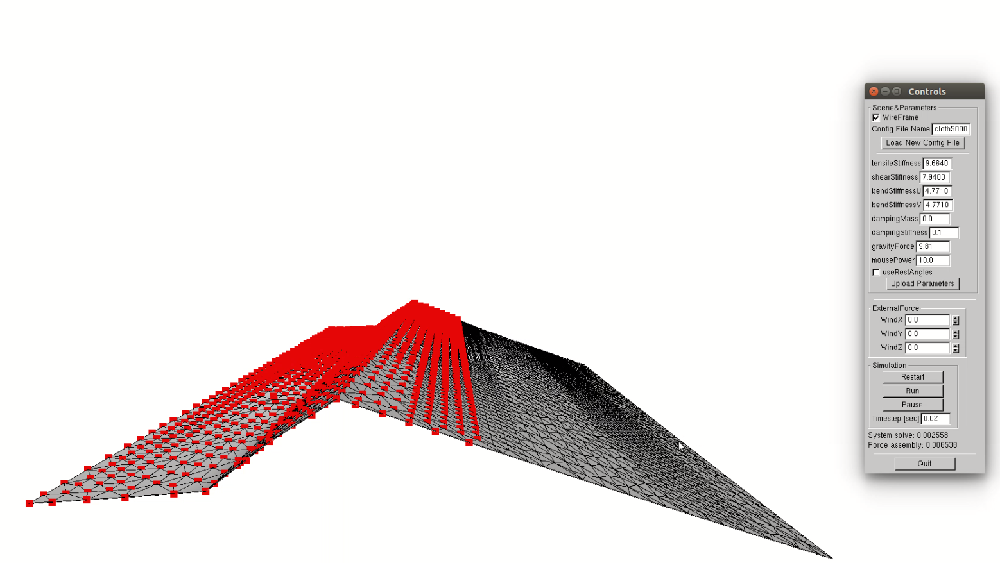 Controls
Scene&Parameters
WireFrame
Config File Name cloth5000
Load New Config File
tensileStiffness 9.6640
shearStiffness 7.9400
bendStiffnessU 4.7710
bendStiffnessV 4.7710
dampingMass 0.0
dampingStiffness 0.1
gravityForce 9.81
mousePower 10.0
useRestAngles
Upload Parameters
ExternalForce
WindX 0.0
WindY 0.0
WindZ 0.0
Simulation
Restart
Run
Pause
Timestep [sec] 0.02
System solve: 0.002558
Force assembly: 0.006538
Quit